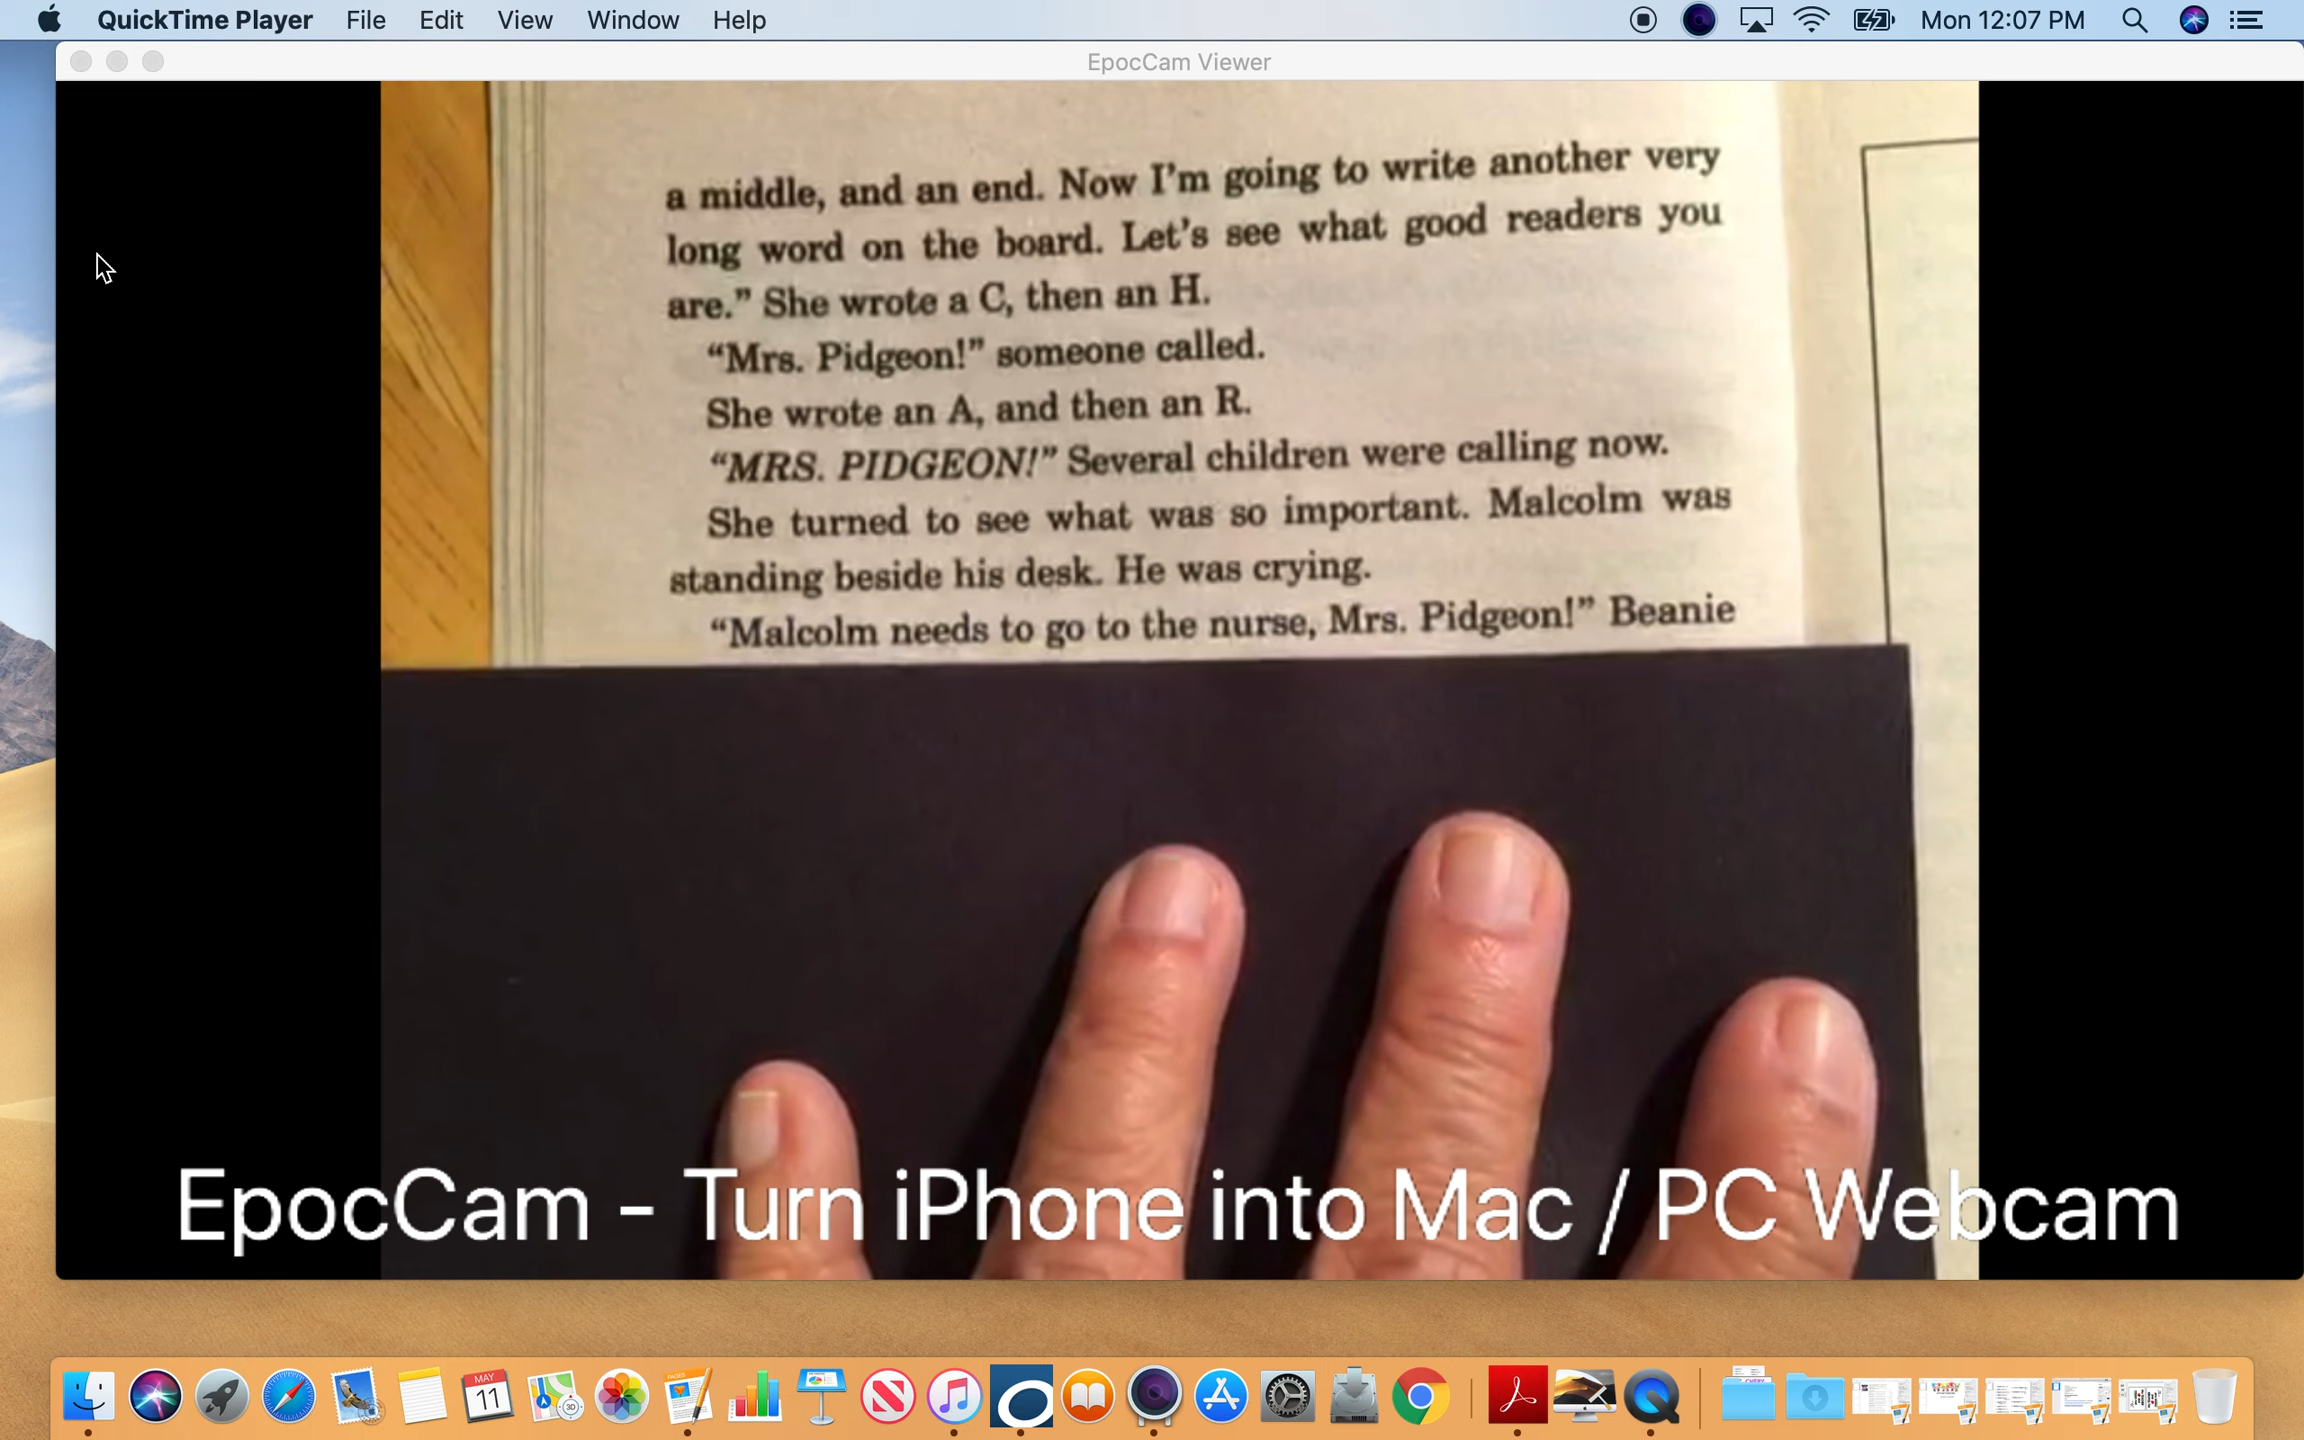 QuickTime Player File Edit View Window Help Mon 12:07 PM
EpocCam Viewer
a middle, and an end. Now I'm going to write another very
long word on the board. Let's see what good readers you
are." She wrote a C, then an H.
"Mrs. Pidgeon!" someone called.
She wrote an A, and then an R.
"MRS. PIDGEON!" Several children were calling now.
She turned to see what was so important. Malcolm was
standing beside his desk. He was crying.
"Malcolm needs to go to the nurse, Mrs. Pidgeon!" Beanie
EpocCam - Turn iPhone into Mac / PC Webcam
MAY
11
PAGES
3D